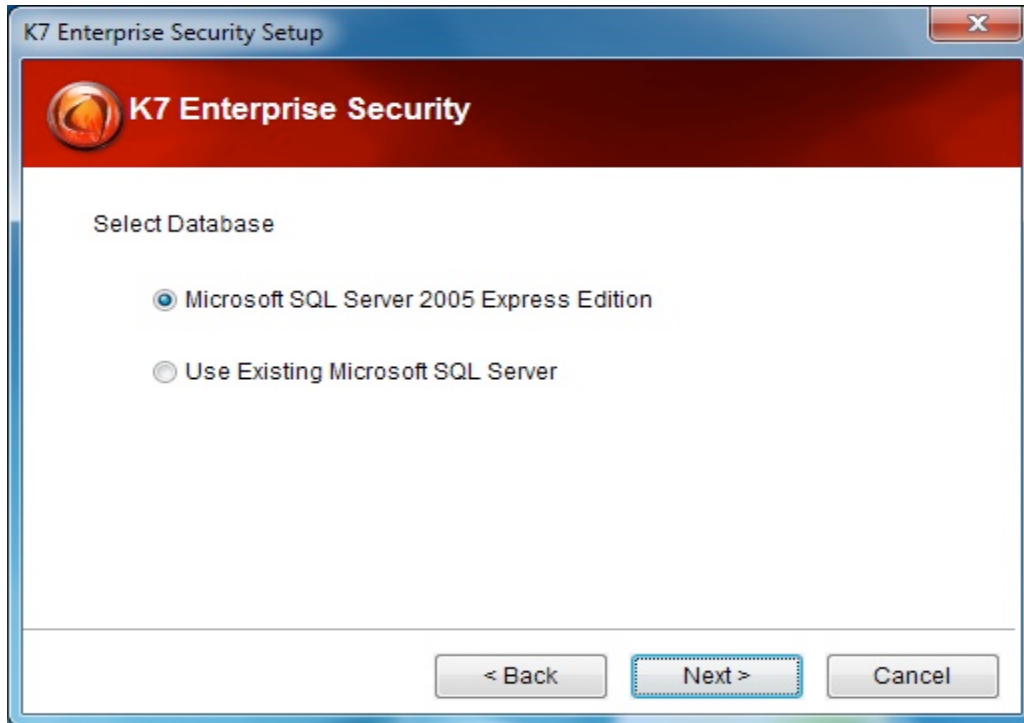 K7 Enterprise Security Setup
K7 Enterprise Security
Select Database
Microsoft SQL Server 2005 Express Edition
Use Existing Microsoft SQL Server
< Back
Next >
Cancel